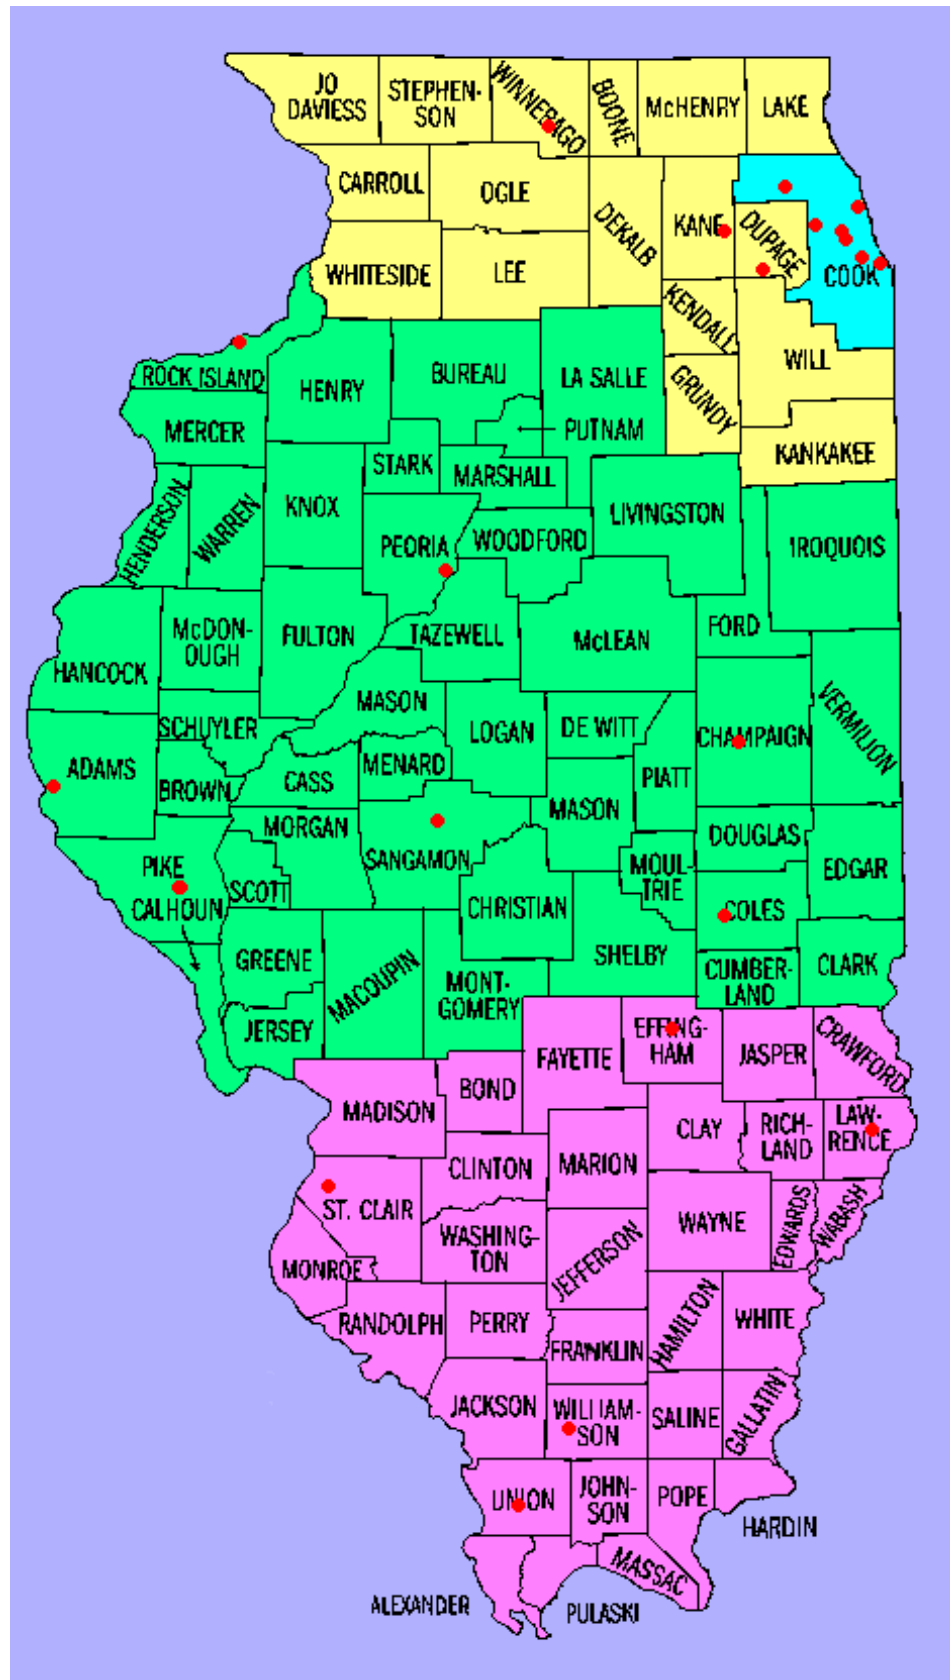 JO
DAVIESS
STEPHEN-
SON
WINNEBAGO
BOONE
McHENRY
LAKE
CARROLL
OGLE
DEKALB
KANE
DUPAGE
COOK
WHITESIDE
LEE
KENDALL
WILL
ROCK ISLAND
HENRY
BUREAU
LA SALLE
GRUNDY
MERCER
PUTNAM
KANKAKEE
STARK
MARSHALL
HENDERSON
WARREN
KNOX
LIVINGSTON
PEORIA
WOODFORD
IROQUOIS
HANCOCK
McDON-
OUGH
FULTON
TAZEWELL
McLEAN
FORD
MASON
SCHUYLER
LOGAN
DE WITT
CHAMPAIGN
VERMILION
ADAMS
BROWN
CASS
MENARD
PIATT
MORGAN
MASON
DOUGLAS
PIKE
SCOTT
SANGAMON
MOUL-
TRIE
EDGAR
CALHOUN
CHRISTIAN
COLES
GREENE
MACOUPIN
MONT-
GOMERY
SHELBY
CUMBER-
LAND
CLARK
JERSEY
FAYETTE
EFFING-
HAM
JASPER
CRAWFORD
MADISON
BOND
CLAY
RICH-
LAND
LAW-
RENCE
CLINTON
MARION
ST. CLAIR
WASHING-
TON
JEFFERSON
WAYNE
EDWARDS
WABASH
MONROE
RANDOLPH
PERRY
FRANKLIN
HAMILTON
WHITE
JACKSON
WILLIAM-
SON
SALINE
GALLATIN
UNION
JOHN-
SON
POPE
HARDIN
MASSAC
ALEXANDER
PULASKI